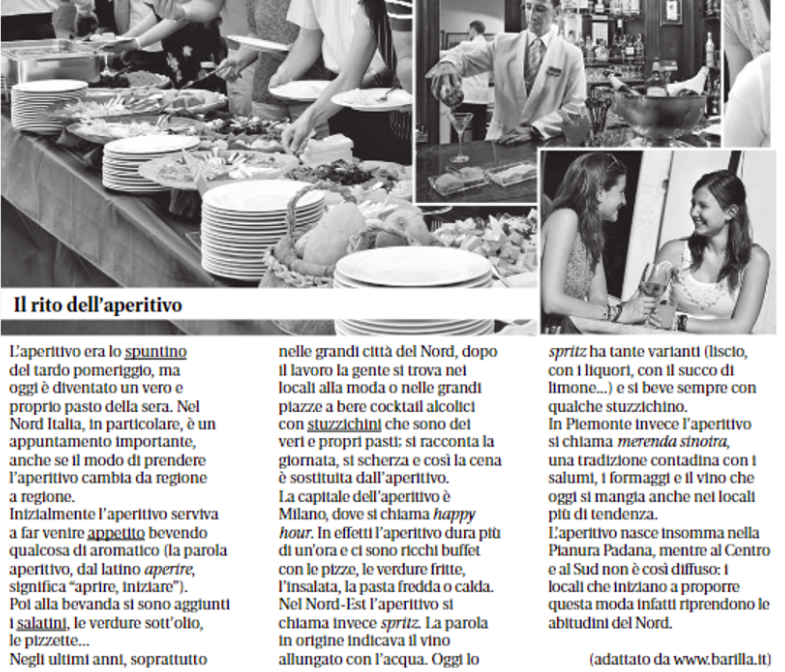 Il rito dell'aperitivo
L'aperitivo era lo spuntino
del tardo pomeriggio, ma
oggi è diventato un vero e
proprio pasto della sera. Nel
Nord Italia, in particolare, è un
appuntamento importante,
anche se il modo di prendere
l'aperitivo cambia da regione
a regione.
Inizialmente l'aperitivo serviva
a far venire appetito bevendo
qualcosa di aromatico (la parola
aperitivo, dal latino aperire,
significa “aprire, iniziare”).
Poi alla bevanda si sono aggiunti
i salatini, le verdure sott'olio,
le pizzette...
Negli ultimi anni, soprattutto
nelle grandi città del Nord, dopo
il lavoro la gente si trova nei
locali alla moda o nelle grandi
piazze a bere cocktail alcolici
con stuzzichini che sono dei
veri e propri pasti; si racconta la
giornata, si scherza e così la cena
è sostituita dall'aperitivo.
La capitale dell'aperitivo è
Milano, dove si chiama happy
hour. In effetti l'aperitivo dura più
di un'ora e ci sono ricchi buffet
con le pizze, le verdure fritte,
l'insalata, la pasta fredda o calda.
Nel Nord-Est l'aperitivo si
chiama invece spritz. La parola
in origine indicava il vino
allungato con l'acqua. Oggi lo
spritz ha tante varianti (liscio,
con i liquori, con il succo di
limone...) e si beve sempre con
qualche stuzzichino.
In Piemonte invece l'aperitivo
si chiama merenda sinoira,
una tradizione contadina con i
salumi, i formaggi e il vino che
oggi si mangia anche nei locali
più di tendenza.
L'aperitivo nasce insomma nella
Pianura Padana, mentre al Centro
e al Sud non è così diffuso: i
locali che iniziano a proporre
questa moda infatti riprendono le
abitudini del Nord.
(adattato da www.barilla.it)